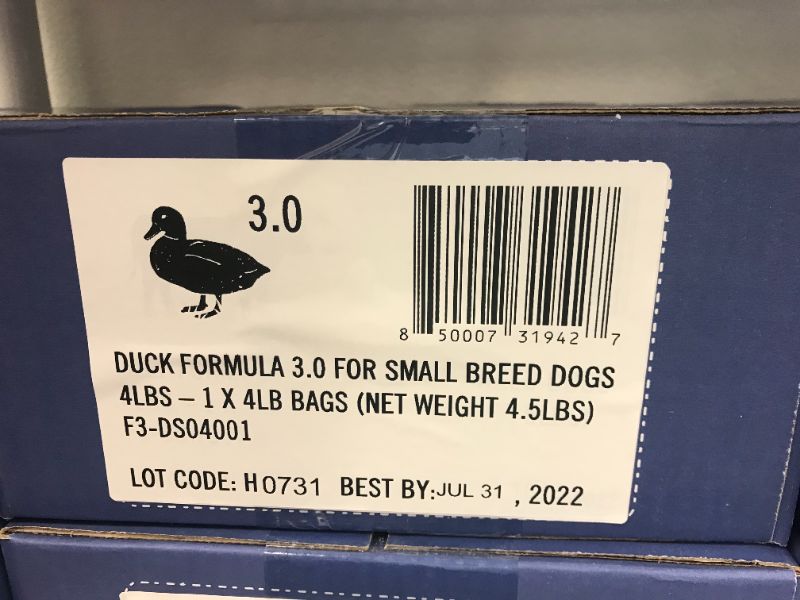 3.0
8 50007 31942 7
DUCK FORMULA 3.0 FOR SMALL BREED DOGS
4LBS – 1 X 4LB BAGS (NET WEIGHT 4.5LBS)
F3-DS04001
LOT CODE: H0731 BEST BY:JUL 31 , 2022